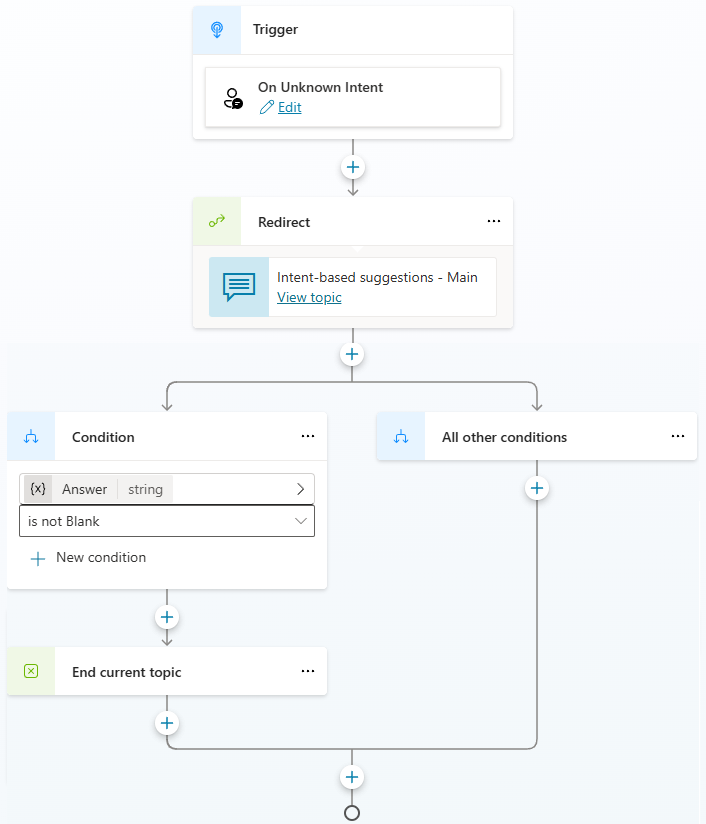 Trigger
On Unknown Intent
Edit
Redirect
Intent-based suggestions - Main
View topic
Condition
All other conditions
{x} Answer string
is not Blank
New condition
End current topic